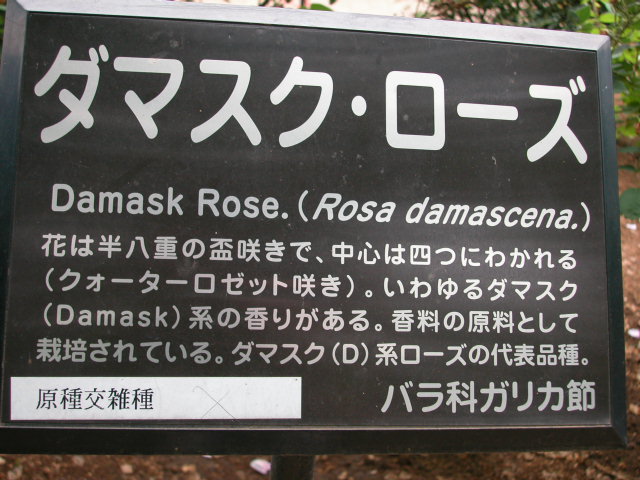 ダマスク・ローズ
Damask Rose.(Rosa damascena.)
花は半八重の盃咲きで、中心は四つにわかれる
(クォーターロゼット咲き)。いわゆるダマスク
(Damask)系の香りがある。香料の原料として
栽培されている。ダマスク(D)系ローズの代表品種。
原種交雑種
バラ科ガリカ節